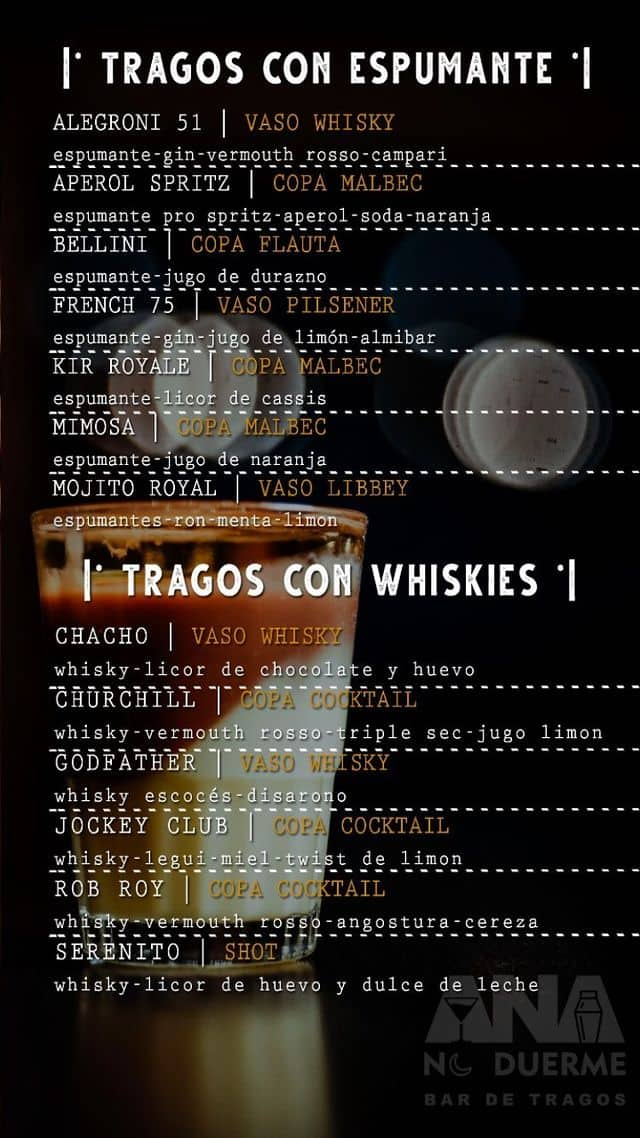 TRAGOS CON ESPUMANTE
ALEGRONI 51 | VASO WHISKY
espumante-gin-vermouth rosso-campari
APEROL SPRITZ | COPA MALBEC
espumante pro spritz-aperol-soda-naranja
BELLINI | COPA FLAUTA
espumante-jugo de durazno
FRENCH 75 | VASO PILSENER
espumante-gin-jugo de limón-almibar
KIR ROYALE | COPA MALBEC
espumante-licor de cassis
MIMOSA | COPA MALBEC
espumante-jugo de naranja
MOJITO ROYAL | VASO LIBBEY
espumantes-ron-menta-limon
TRAGOS CON WHISKIES
CHACHO | VASO WHISKY
whisky-licor de chocolate y huevo
CHURCHILL | COPA COCKTAIL
whisky-vermouth rosso-triple sec-jugo limon
GODFATHER | VASO WHISKY
whisky escocés-disarono
JOCKEY CLUB | COPA COCKTAIL
whisky-legui-miel-twist de limon
ROB ROY | COPA COCKTAIL
whisky-vermouth rosso-angostura-cereza
SERENITO | SHOT
whisky-licor de huevo y dulce de leche
ANA
NO DUERME
BAR DE TRAGOS